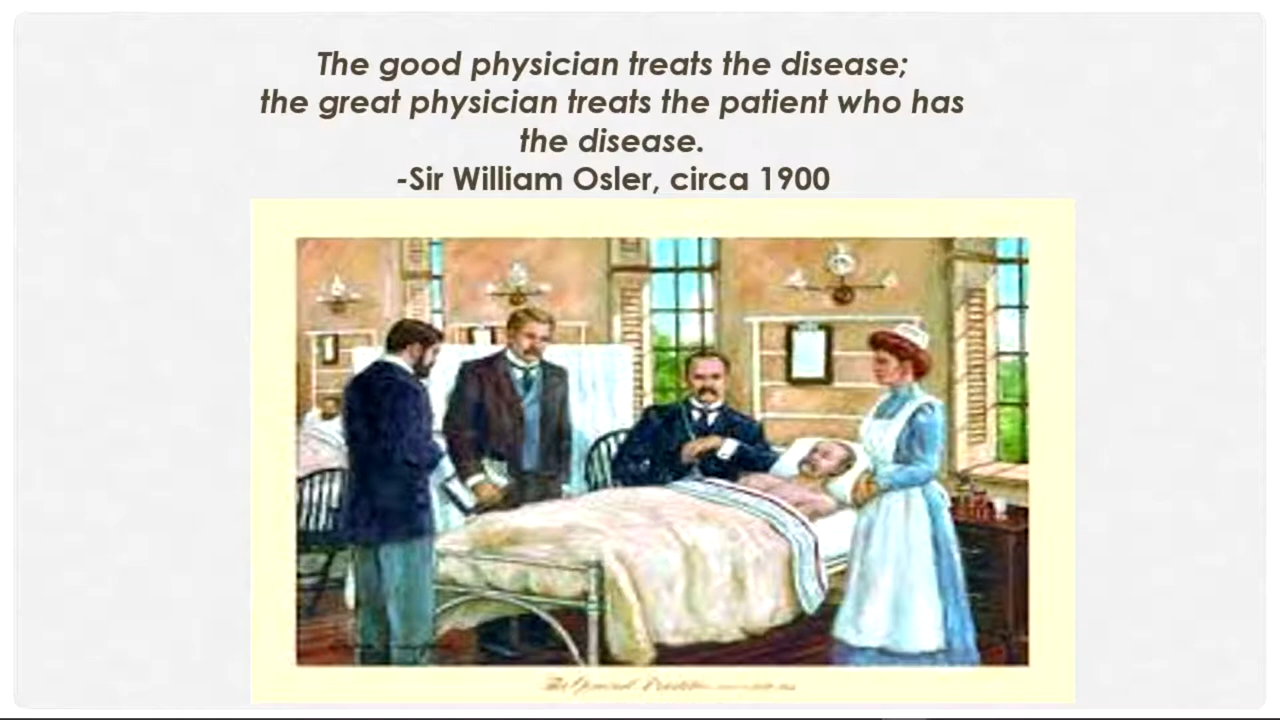 The good physician treats the disease;
the great physician treats the patient who has
the disease.
-Sir William Osler, circa 1900